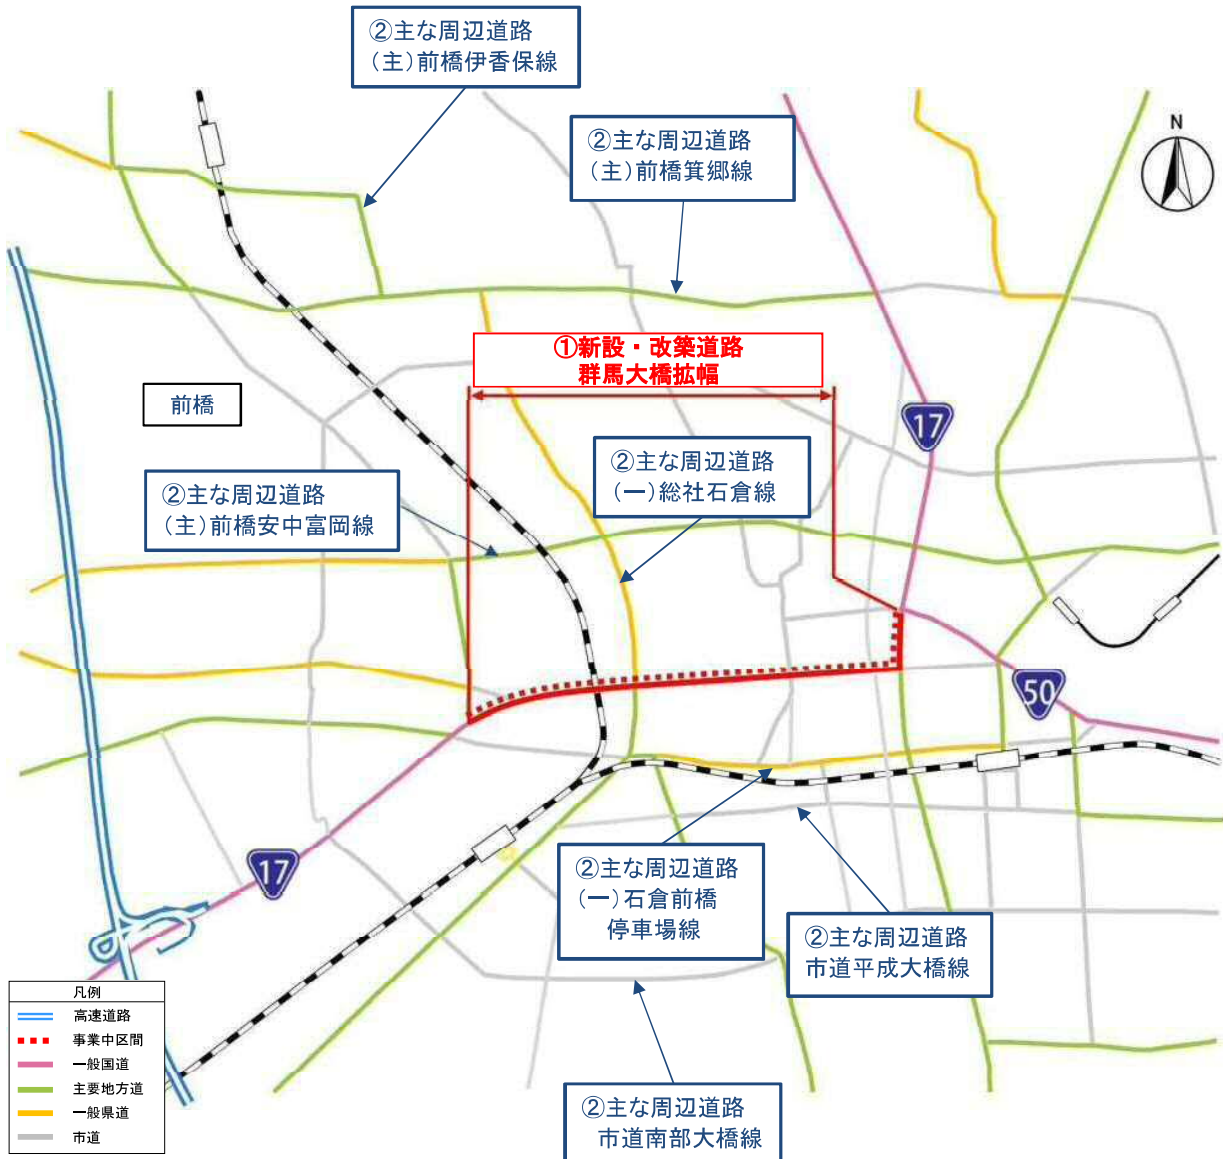 ②主な周辺道路
(主)前橋伊香保線
②主な周辺道路
(主)前橋箕郷線
N
①新設・改築道路
群馬大橋拡幅
前橋
17
②主な周辺道路
(一)総社石倉線
②主な周辺道路
(主)前橋安中富岡線
50
17
②主な周辺道路
(一)石倉前橋
停車場線
②主な周辺道路
市道平成大橋線
②主な周辺道路
市道南部大橋線
凡例
高速道路
事業中区間
一般国道
主要地方道
一般県道
市道